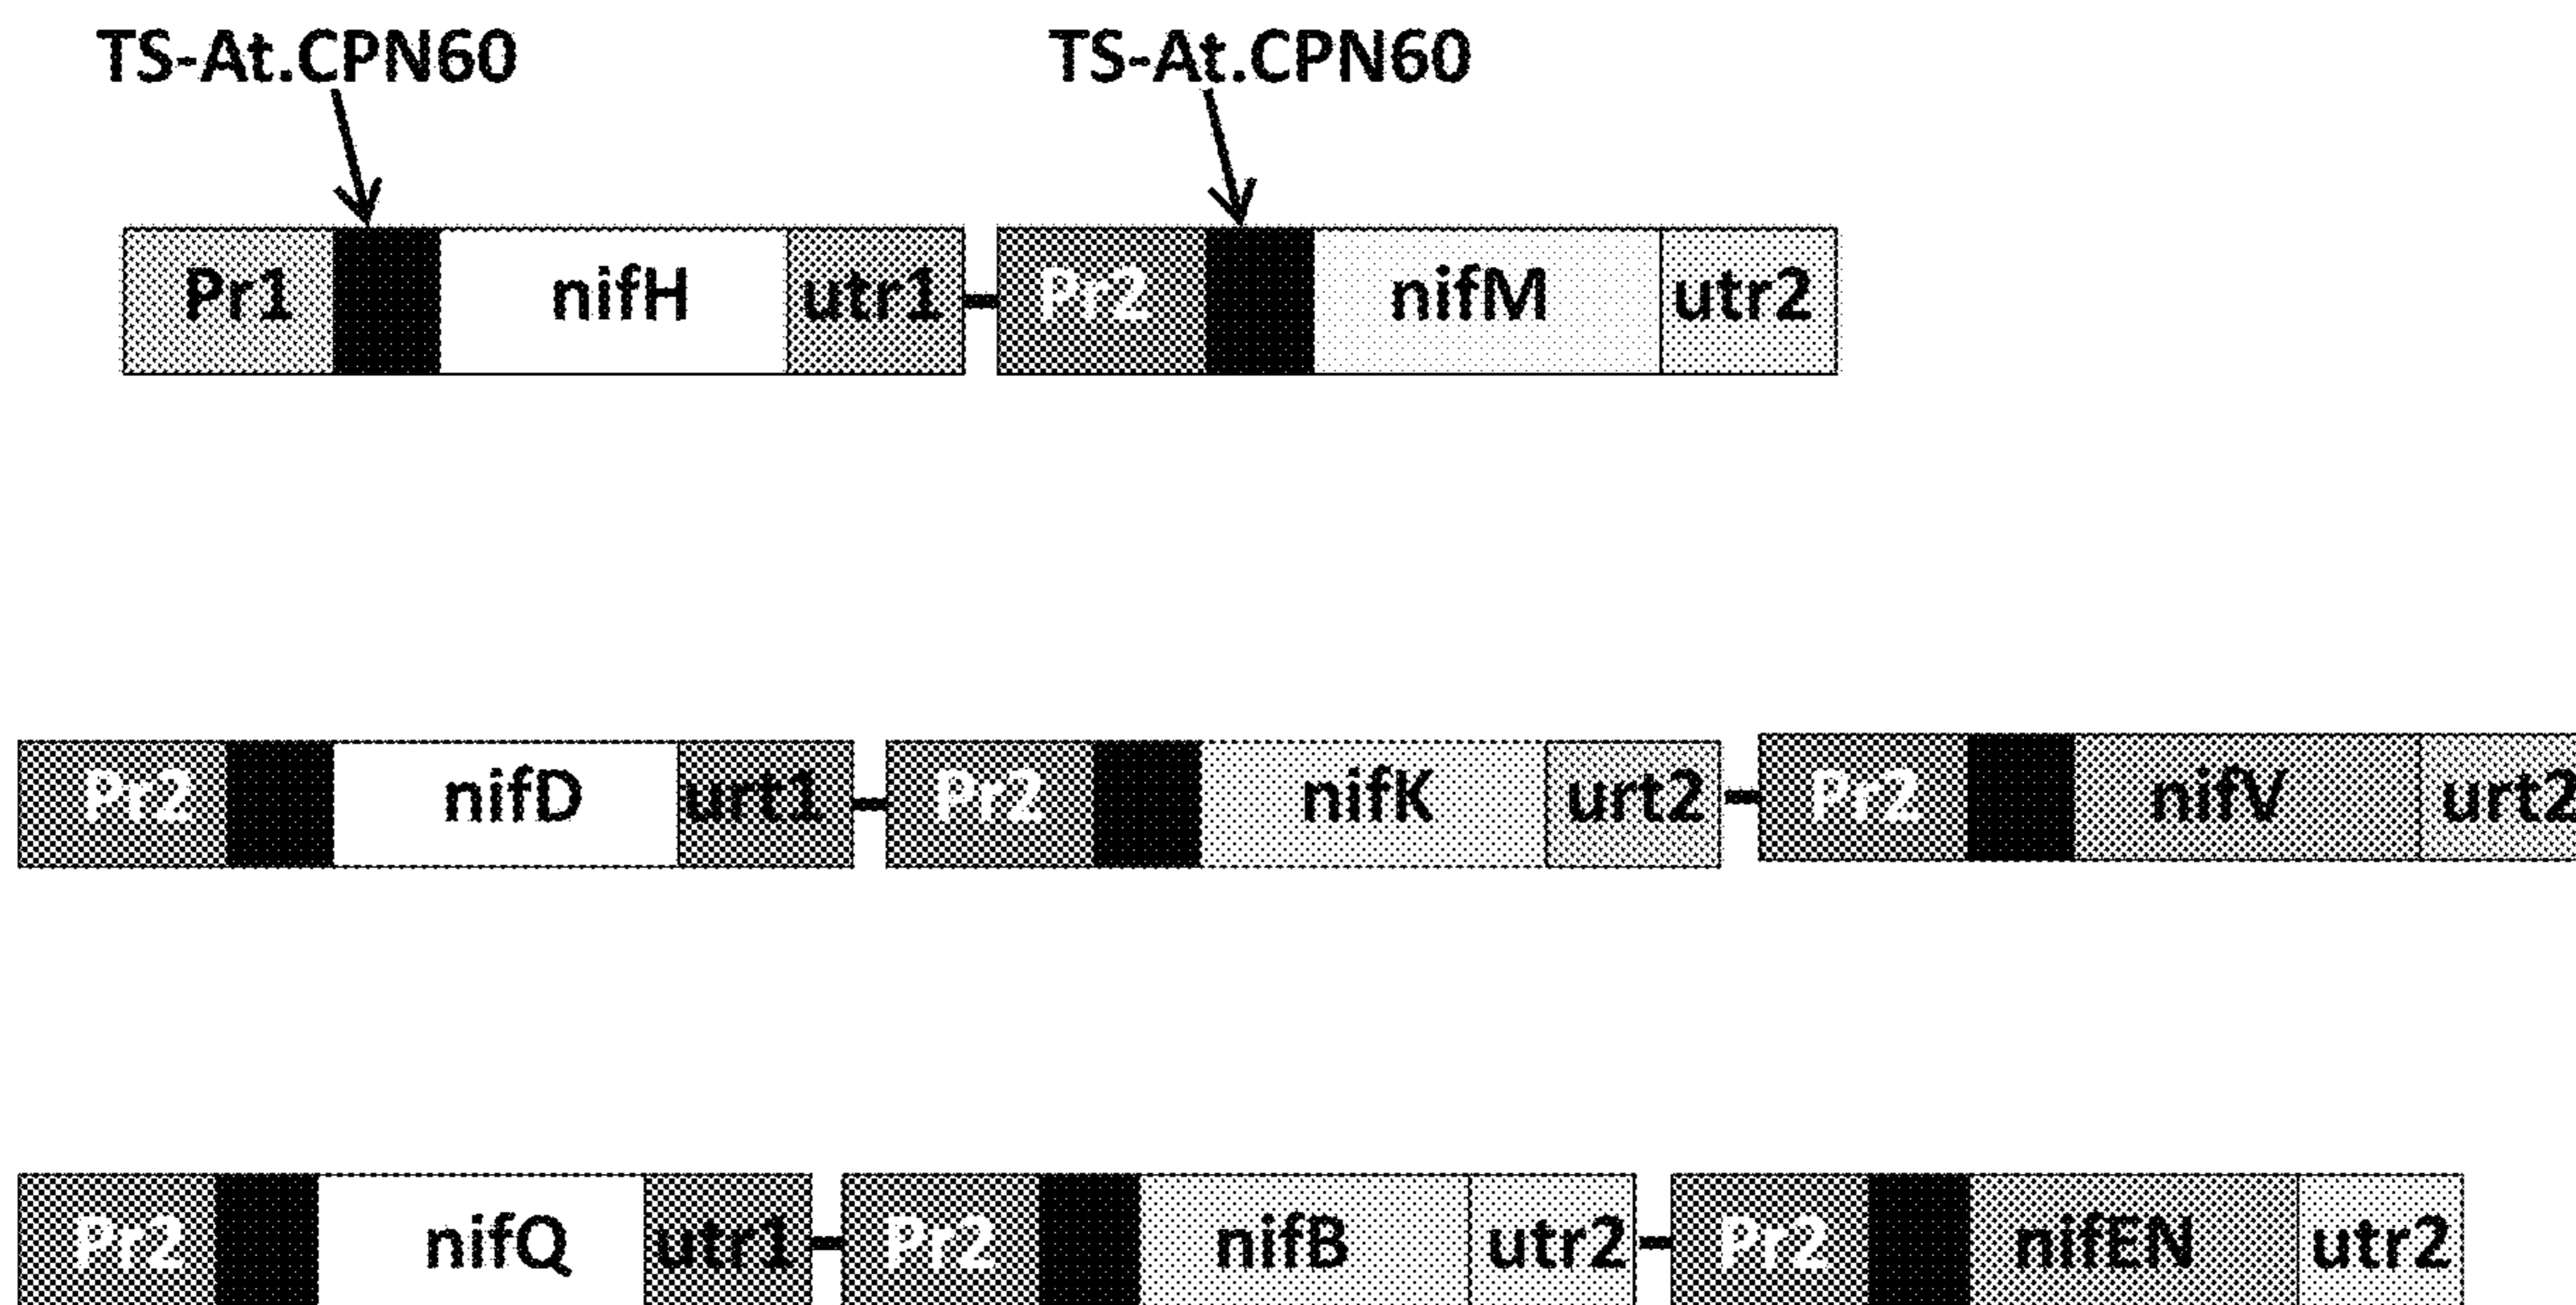 TS-At.CPN60 TS-At.CPN60
Pr1 nifH utr1 Pr2 nifM utr2
Pr2 nifD urt1 Pr2 nifK urt2 Pr2 nifV urt2
Pr2 nifQ utr1 Pr2 nifB utr2 Pr2 nifEN utr2